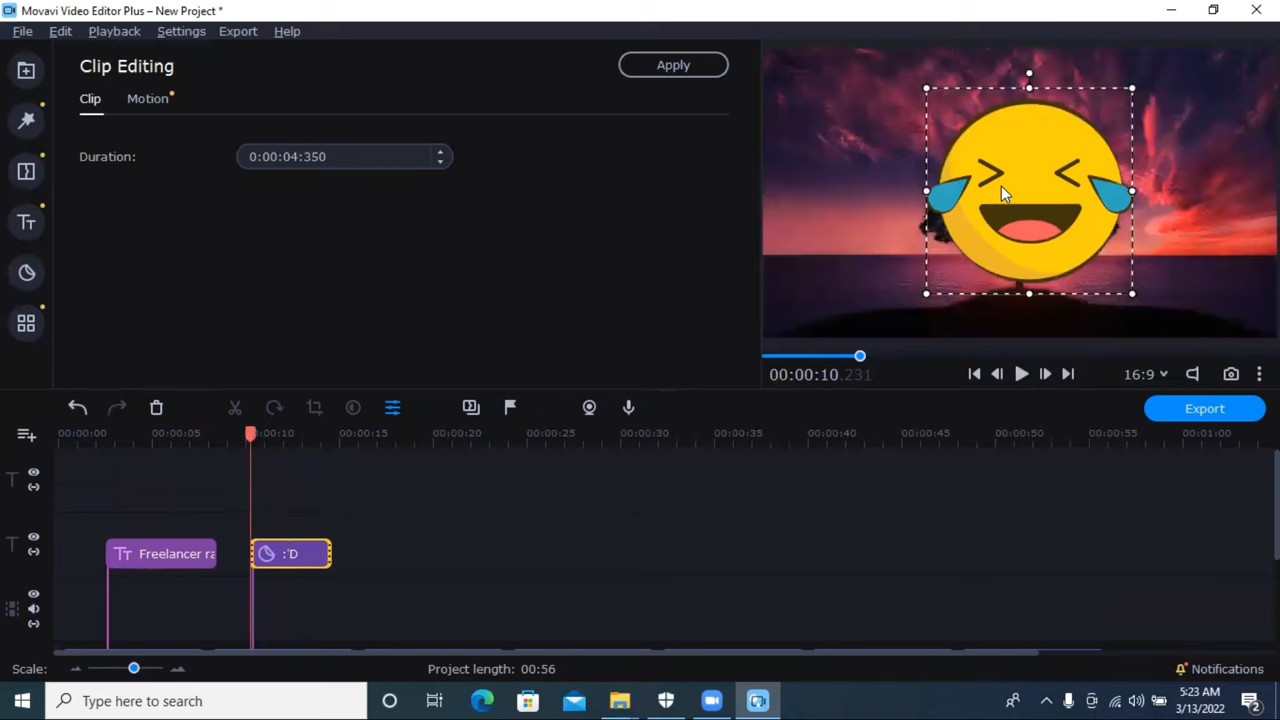 Movavi Video Editor Plus – New Project *
File Edit Playback Settings Export Help
Clip Editing
Apply
Clip Motion
Duration: 0:00:04:350
00:00:10.231
16:9
Export
00:00:00 00:00:05 00:00:10 00:00:15 00:00:20 00:00:25 00:00:30 00:00:35 00:00:40 00:00:45 00:00:50 00:00:55 00:01:00
T
T Tт Freelancer ra :'D
Scale: Project length: 00:56 Notifications
Type here to search
5:23 AM
3/13/2022
2